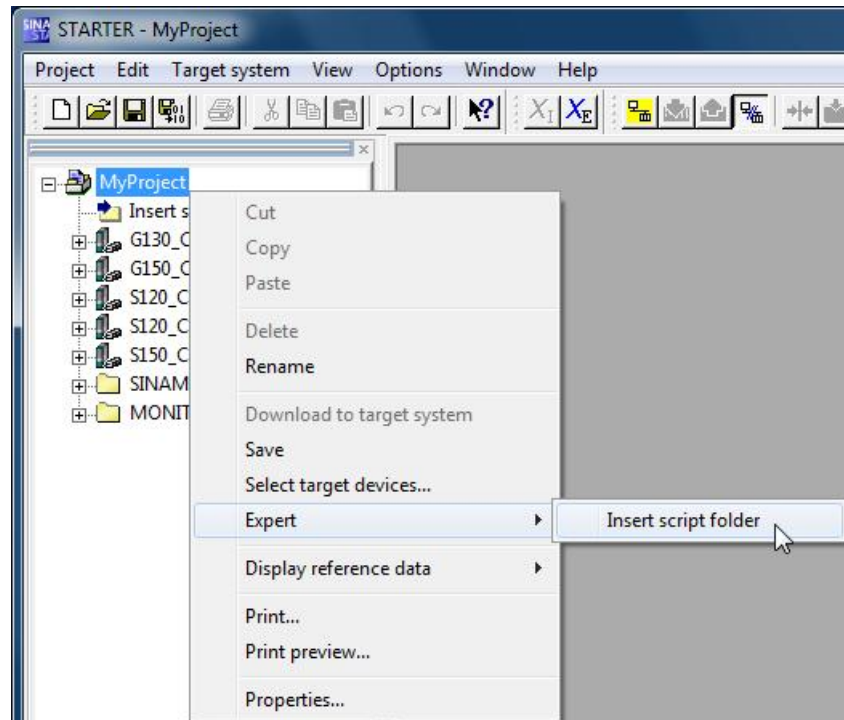 STARTER - MyProject
Project Edit Target system View Options Window Help
MyProject
Insert s
G130_C
G150_C
S120_C
S120_C
S150_C
SINAM
MONIT
Cut
Copy
Paste
Delete
Rename
Download to target system
Save
Select target devices...
Expert
Insert script folder
Display reference data
Print...
Print preview...
Properties...